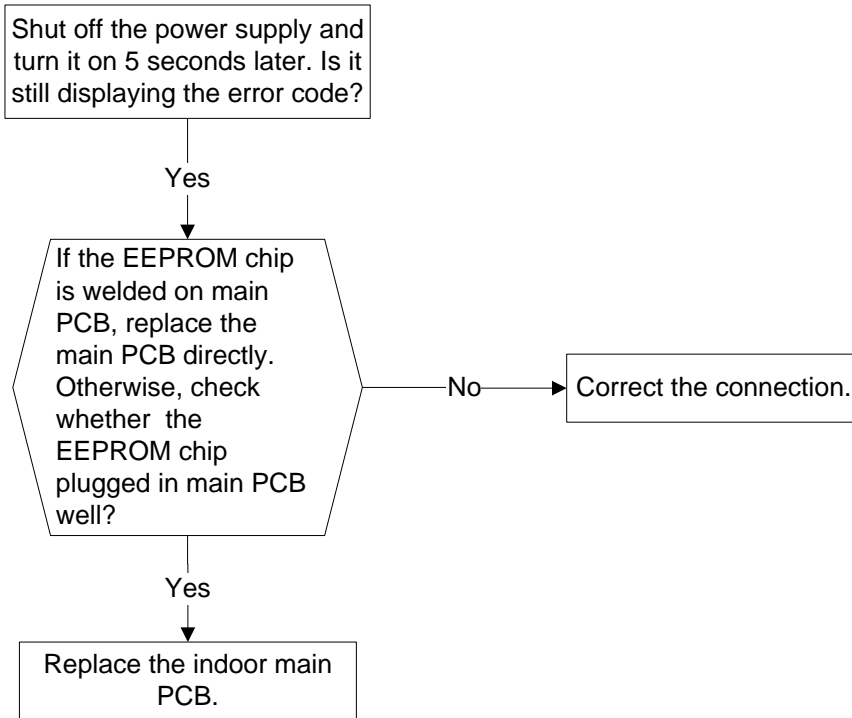 Shut off the power supply and
turn it on 5 seconds later. Is it
still displaying the error code?
Yes
If the EEPROM chip
is welded on main
PCB, replace the
main PCB directly.
Otherwise, check
whether the
EEPROM chip
plugged in main PCB
well?
No
Correct the connection.
Yes
Replace the indoor main
PCB.